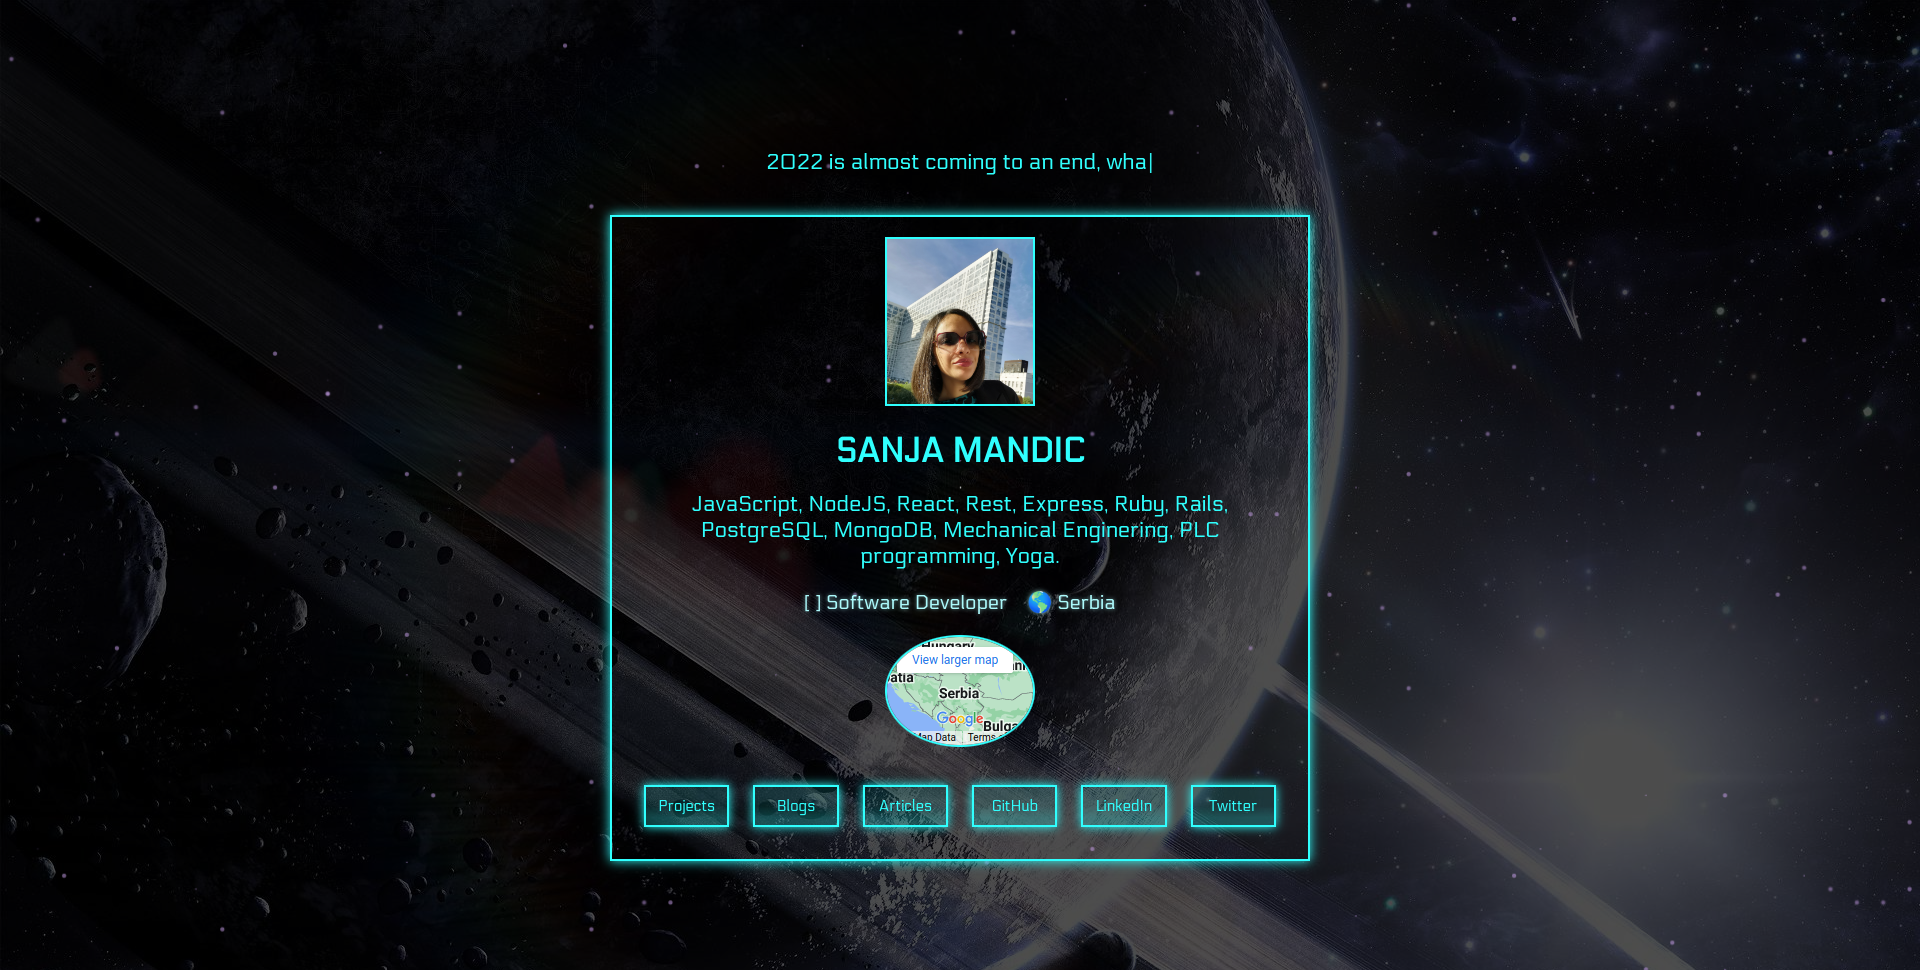 2022 is almost coming to an end, wha|
SANJA MANDIC
JavaScript, NodeJS, React, Rest, Express, Ruby, Rails,
PostgreSQL, MongoDB, Mechanical Enginering, PLC
programming, Yoga.
[ ] Software Developer 🌎 Serbia
Hungary
View larger map
atia
Serbia
Google
Bulga
Map Data
Terms
Projects Blogs Articles GitHub LinkedIn Twitter